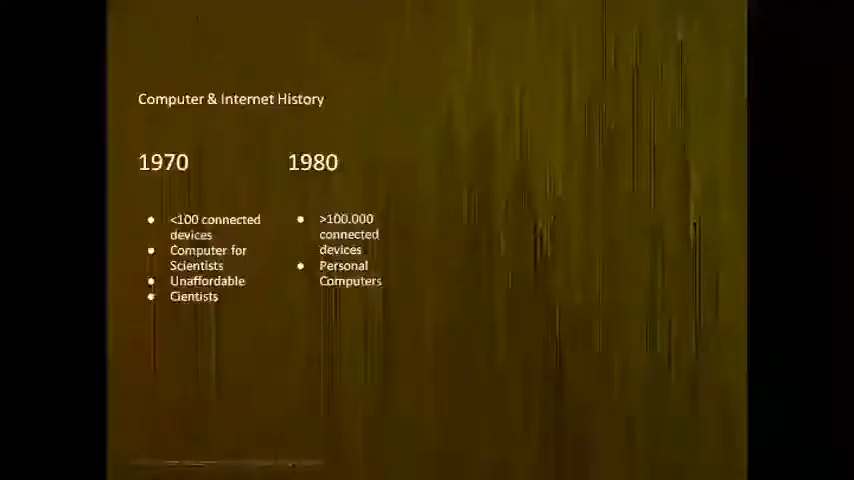 Computer & Internet History
1970
<100 connected
devices
Computer for
Scientists
Unaffordable
Cientists
1980
>100.000
connected
devices
Personal
Computers